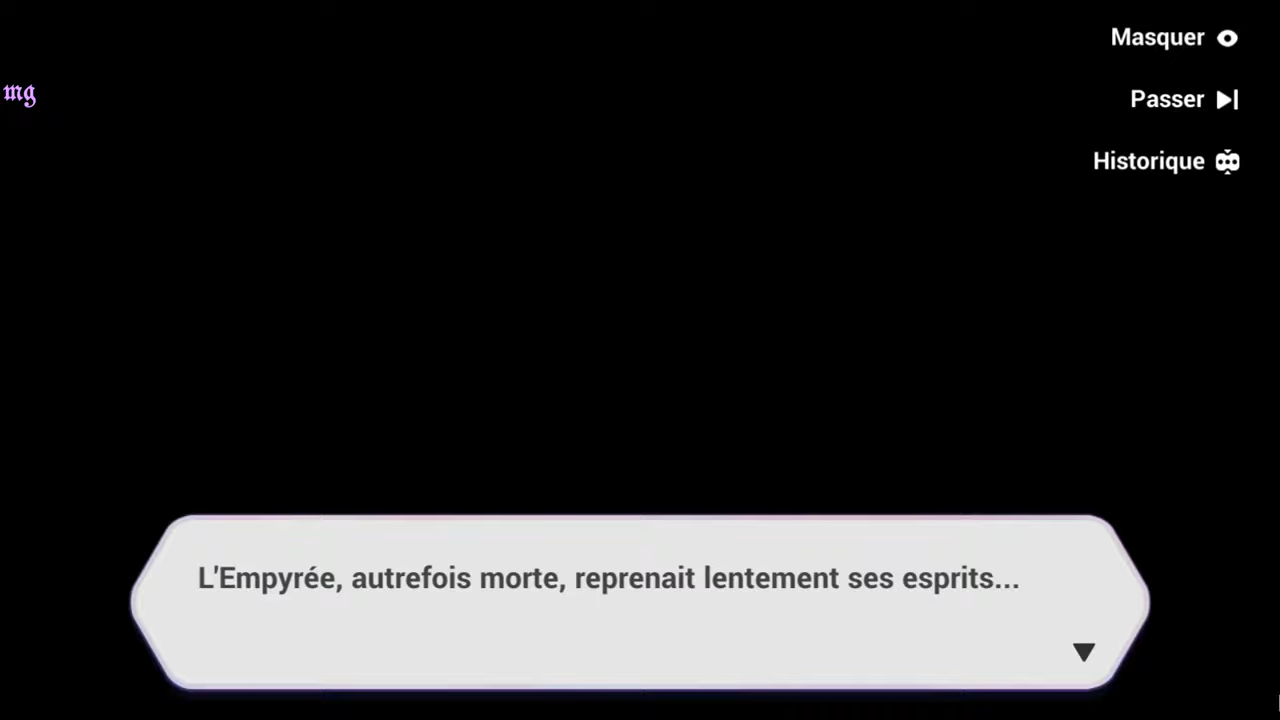 Masquer
mg
Passer
Historique
L'Empyrée, autrefois morte, reprenait lentement ses esprits...